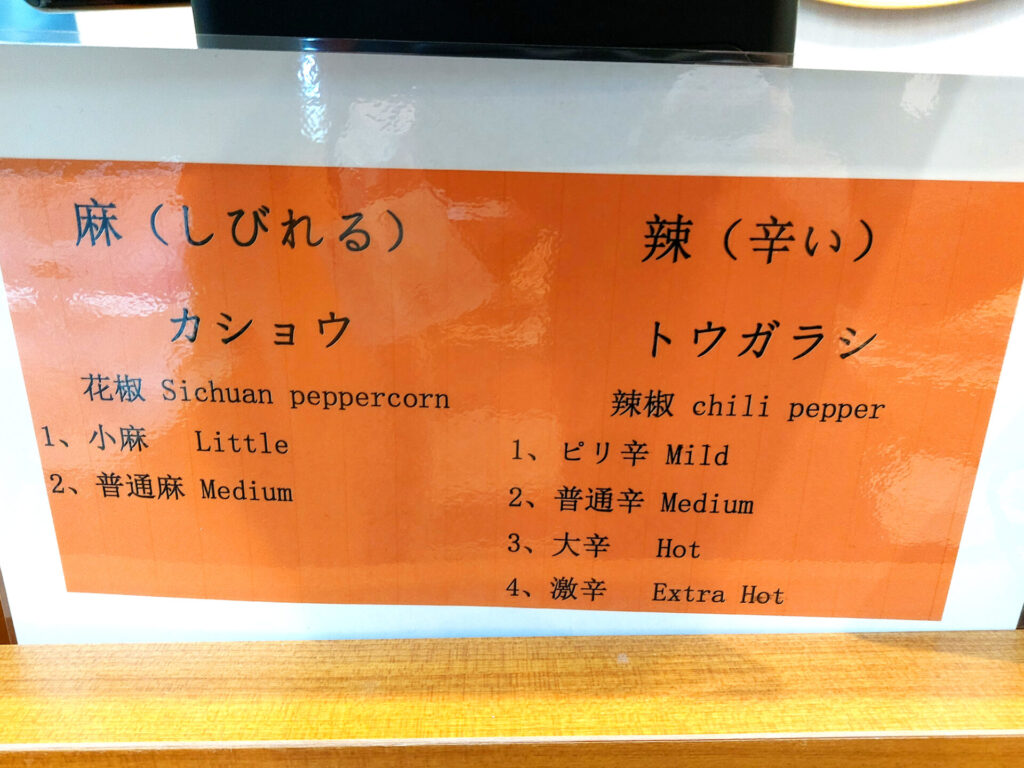 麻（しびれる）
カショウ
花椒 Sichuan peppercorn
1、小麻 Little
2、普通麻 Medium
辣（辛い）
トウガラシ
辣椒 chili pepper
1、ピリ辛 Mild
2、普通辛 Medium
3、大辛 Hot
4、激辛 Extra Hot